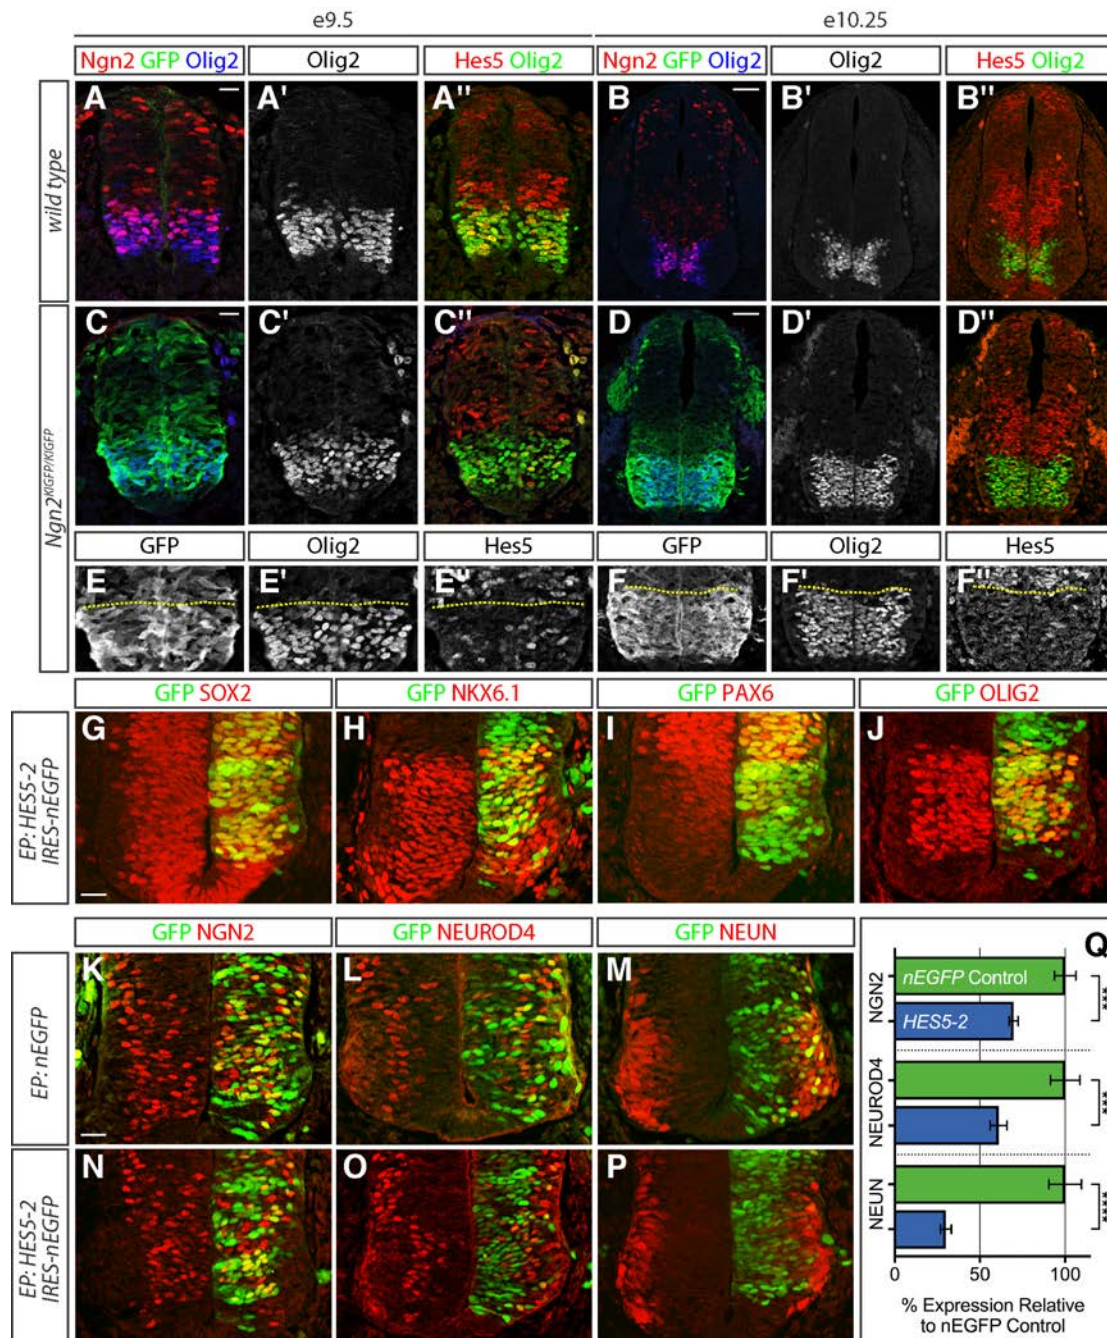 e9.5 e10.25
Ngn2 GFP Olig2 Olig2 Hes5 Olig2 Ngn2 GFP Olig2 Olig2 Hes5 Olig2
wild type
A A' A'' B B' B''
Ngn2KIGFP/KIGFP
C C' C'' D D' D''
GFP Olig2 Hes5 GFP Olig2 Hes5
E E' E'' F F' F''
GFP SOX2 GFP NKX6.1 GFP PAX6 GFP OLIG2
EP: HES5-2
IRES-nEGFP
G H I J
GFP NGN2 GFP NEUROD4 GFP NEUN
EP: nEGFP
K L M
EP: HES5-2
IRES-nEGFP
N O P
Q
NGN2
nEGFP Control
HES5-2
***
NEUROD4
***
NEUN
****
0 50 100
% Expression Relative
to nEGFP Control